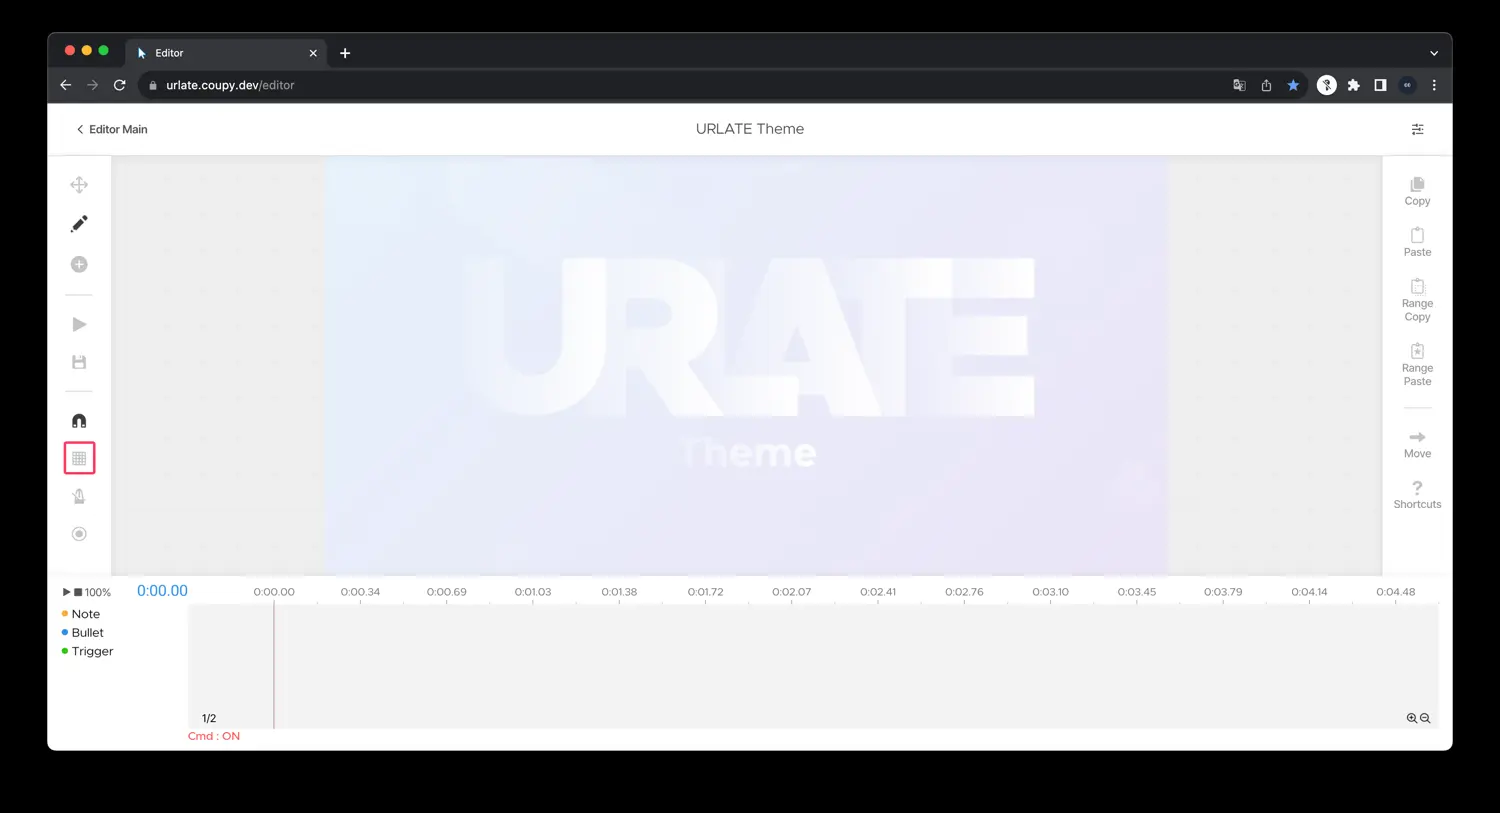 Editor
urlate.coupy.dev/editor
Editor Main
URLATE Theme
Copy
Paste
Range
Copy
Range
Paste
Move
?
Shortcuts
URLATE
Theme
100%
0:00.00
0:00.00 0:00.34 0:00.69 0:01.03 0:01.38 0:01.72 0:02.07 0:02.41 0:02.76 0:03.10 0:03.45 0:03.79 0:04.14 0:04.48
Note
Bullet
Trigger
1/2
Cmd : ON